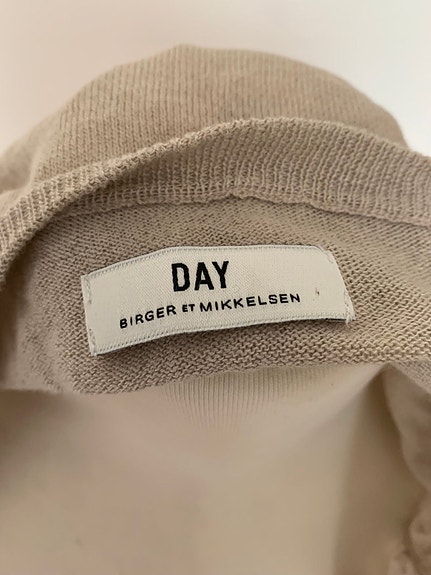 DAY
BIRGER ET MIKKELSEN